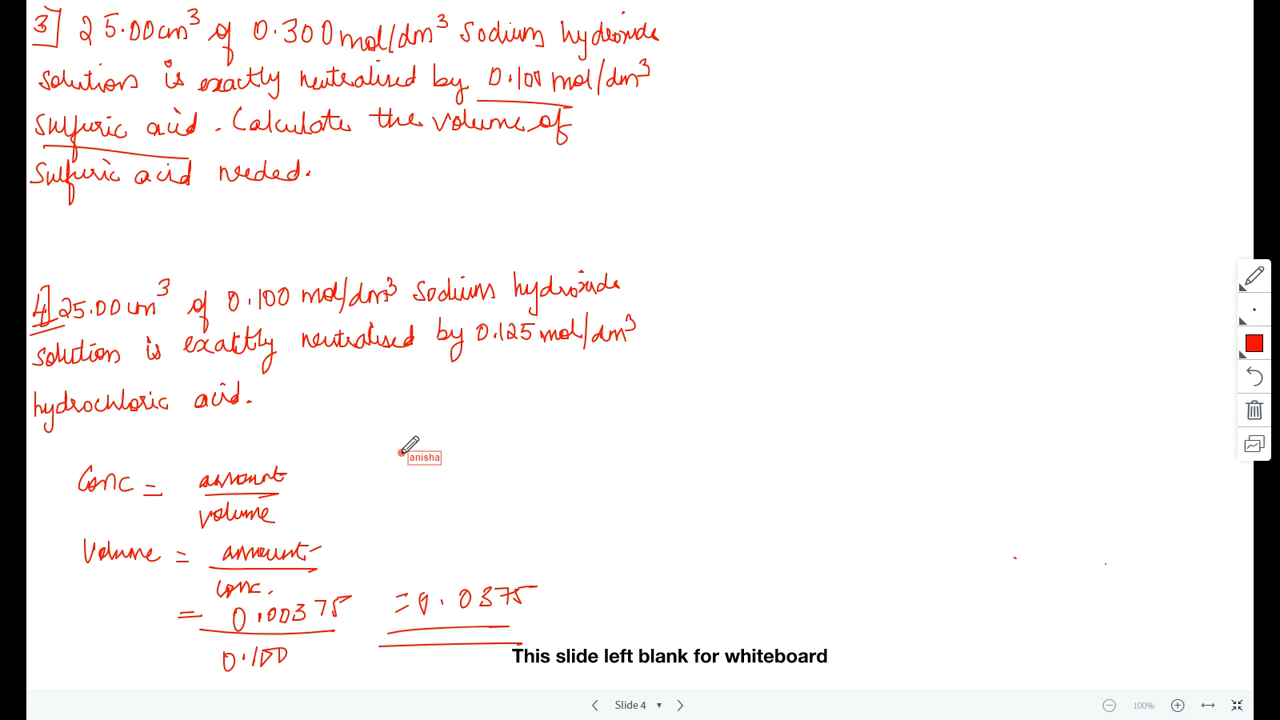 3] 25.00cm³ of 0.300 mol/dm³ sodium hydroxide
solution is exactly neutralised by 0.100 mol/dm³
sulfuric acid. Calculate the volume of
sulfuric acid needed.
4] 25.00cm³ of 0.100 mol/dm³ sodium hydroxide
solution is exactly neutralised by 0.125 mol/dm³
hydrochloric acid.
anisha
Conc = amount
volume
Volume = amount
conc.
= 0.00375 = 0.0375
0.100
This slide left blank for whiteboard
Slide 4
100%